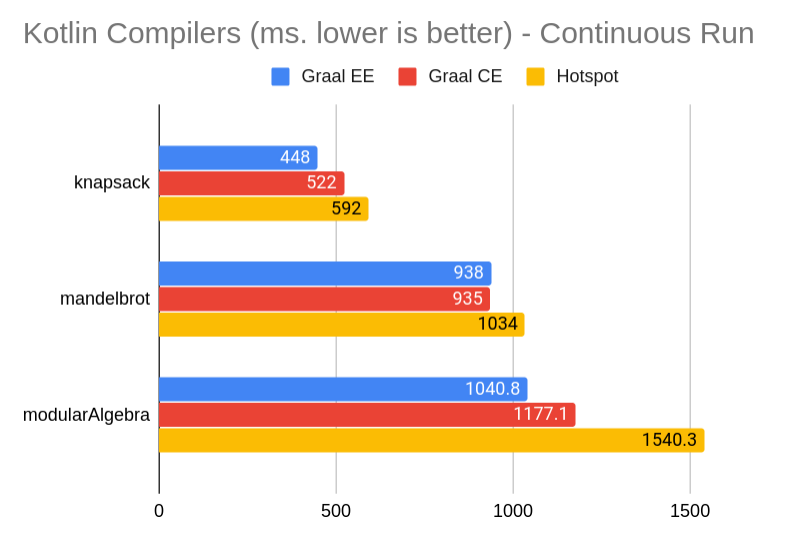 Kotlin Compilers (ms. lower is better) - Continuous Run
Graal EE Graal CE Hotspot
knapsack
448
522
592
mandelbrot
938
935
1034
modularAlgebra
1040.8
1177.1
1540.3
0 500 1000 1500